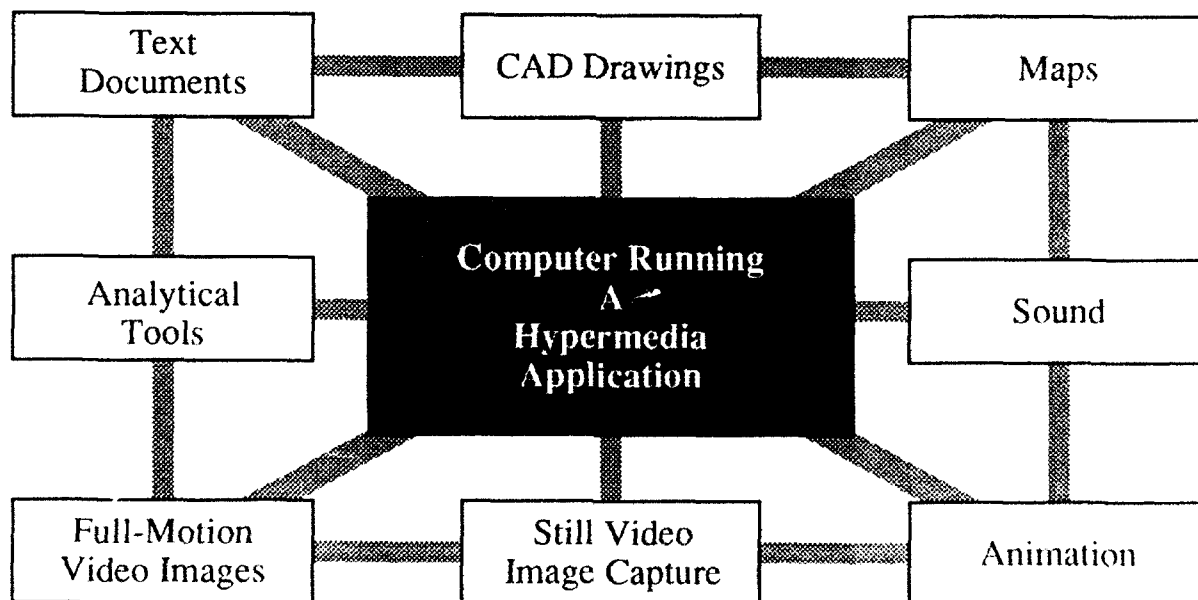 Text
Documents
CAD Drawings
Maps
Computer Running
A
Hypermedia
Application
Analytical
Tools
Sound
Full-Motion
Video Images
Still Video
Image Capture
Animation